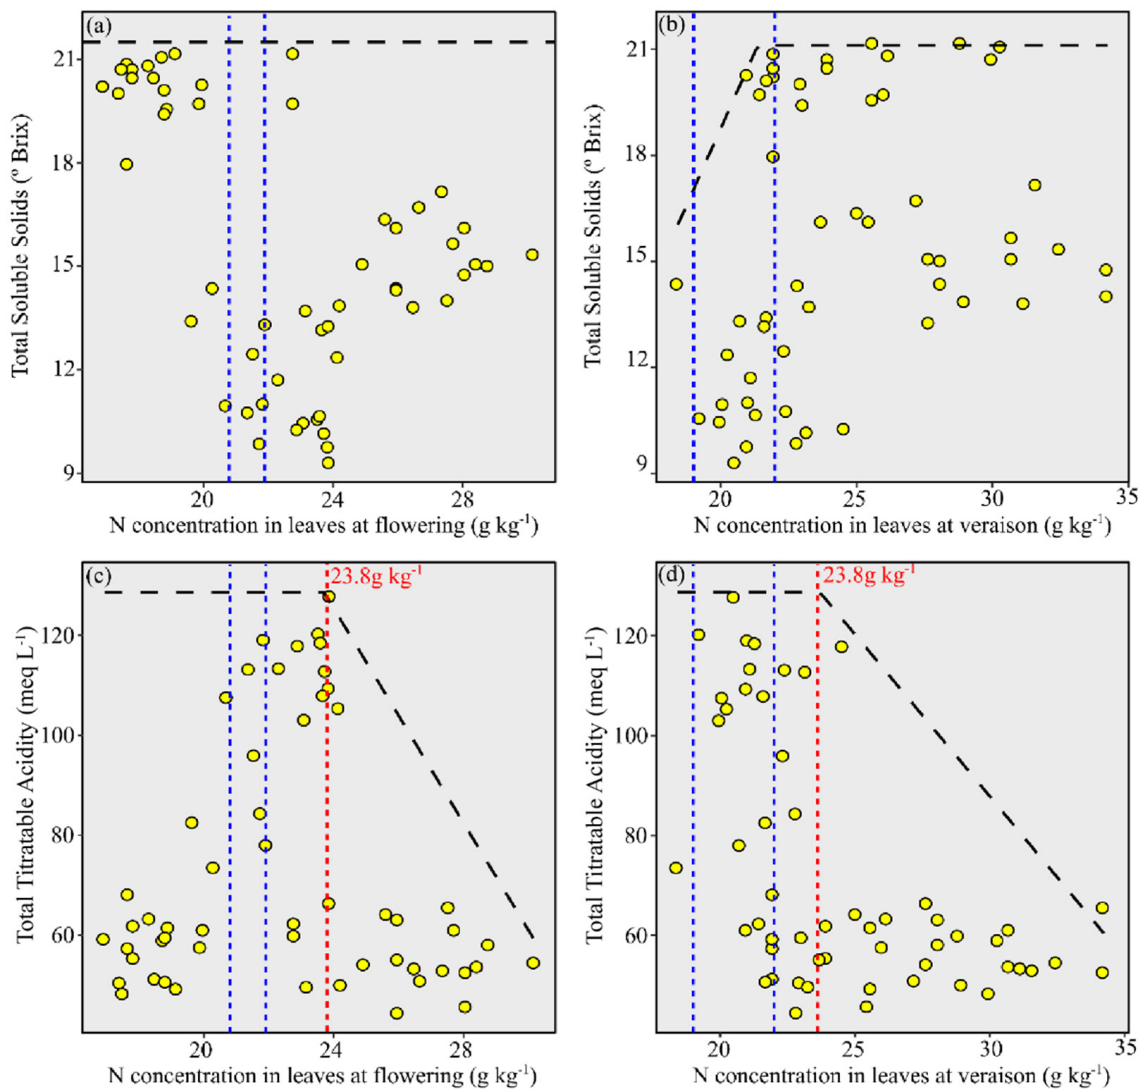 (a)
21
18
15
12
9
Total Soluble Solids (º Brix)
20 24 28
N concentration in leaves at flowering (g kg⁻¹)
(b)
21
18
15
12
9
Total Soluble Solids (º Brix)
20 25 30 35
N concentration in leaves at veraison (g kg⁻¹)
(c)
23.8g kg⁻¹
120
100
80
60
Total Titratable Acidity (meq L⁻¹)
20 24 28
N concentration in leaves at flowering (g kg⁻¹)
(d)
23.8g kg⁻¹
120
100
80
60
Total Titratable Acidity (meq L⁻¹)
20 25 30 35
N concentration in leaves at veraison (g kg⁻¹)